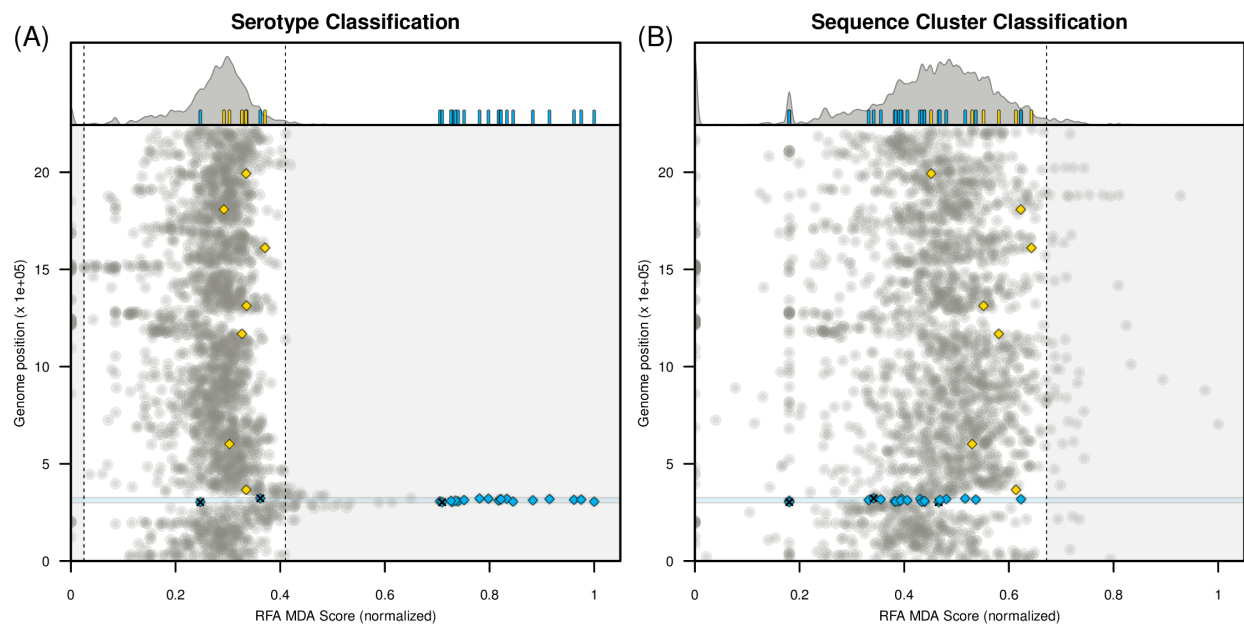 Serotype Classification
(A)
20
15
10
5
0
Genome position (x 1e+05)
0
0.2
0.4
0.6
0.8
1
RFA MDA Score (normalized)
Sequence Cluster Classification
(B)
20
15
10
5
0
Genome position (x 1e+05)
0
0.2
0.4
0.6
0.8
1
RFA MDA Score (normalized)